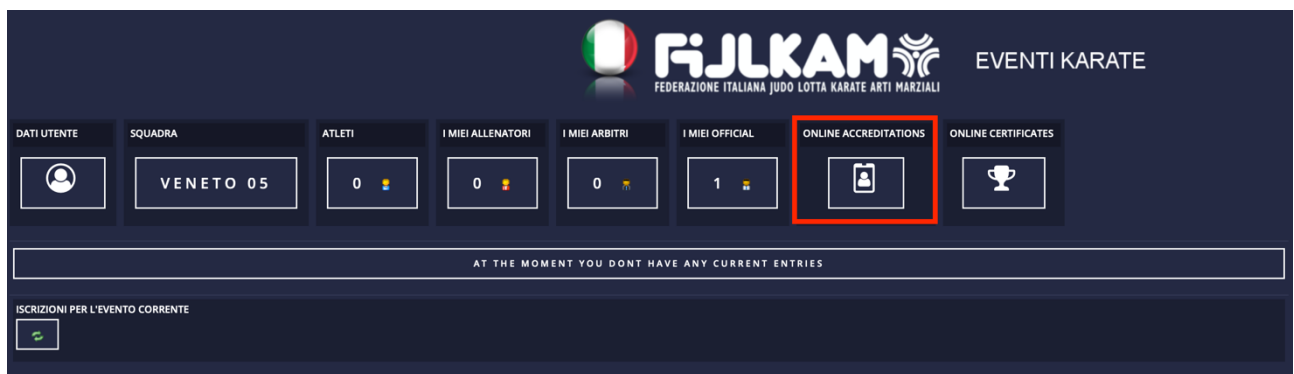 FIJLKAM
FEDERAZIONE ITALIANA JUDO LOTTA KARATE ARTI MARZIALI
EVENTI KARATE
DATI UTENTE SQUADRA ATLETI I MIEI ALLENATORI I MIEI ARBITRI I MIEI OFFICIAL ONLINE ACCREDITATIONS ONLINE CERTIFICATES
VENETO 05 0 0 0 1
AT THE MOMENT YOU DONT HAVE ANY CURRENT ENTRIES
ISCRIZIONI PER L'EVENTO CORRENTE